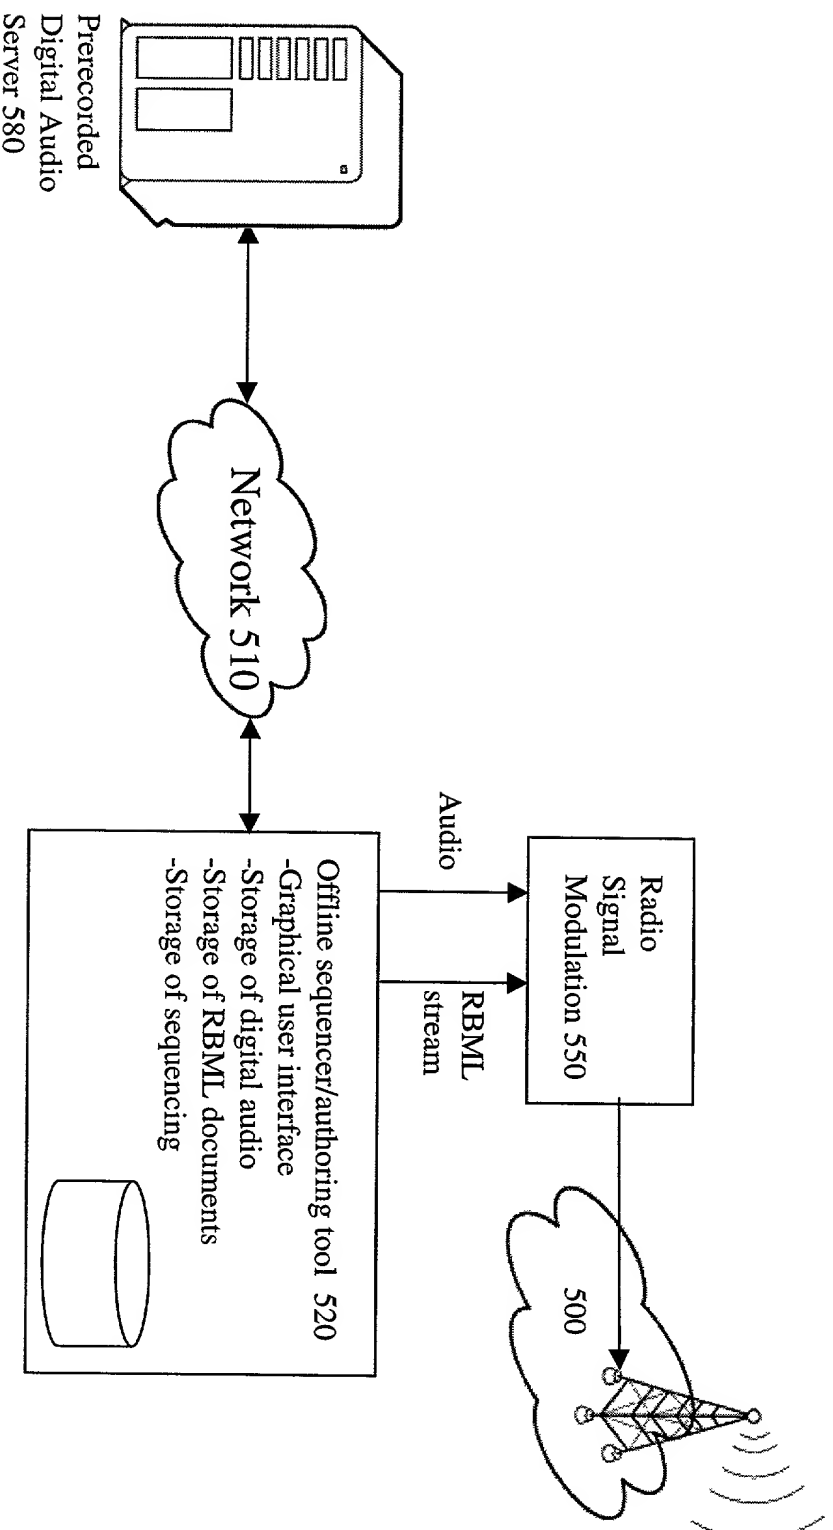 Prerecorded
Digital Audio
Server 580
Network 510
Audio
RBML
stream
Radio
Signal
Modulation 550
Offline sequencer/authoring tool 520
-Graphical user interface
-Storage of digital audio
-Storage of RBML documents
-Storage of sequencing
500